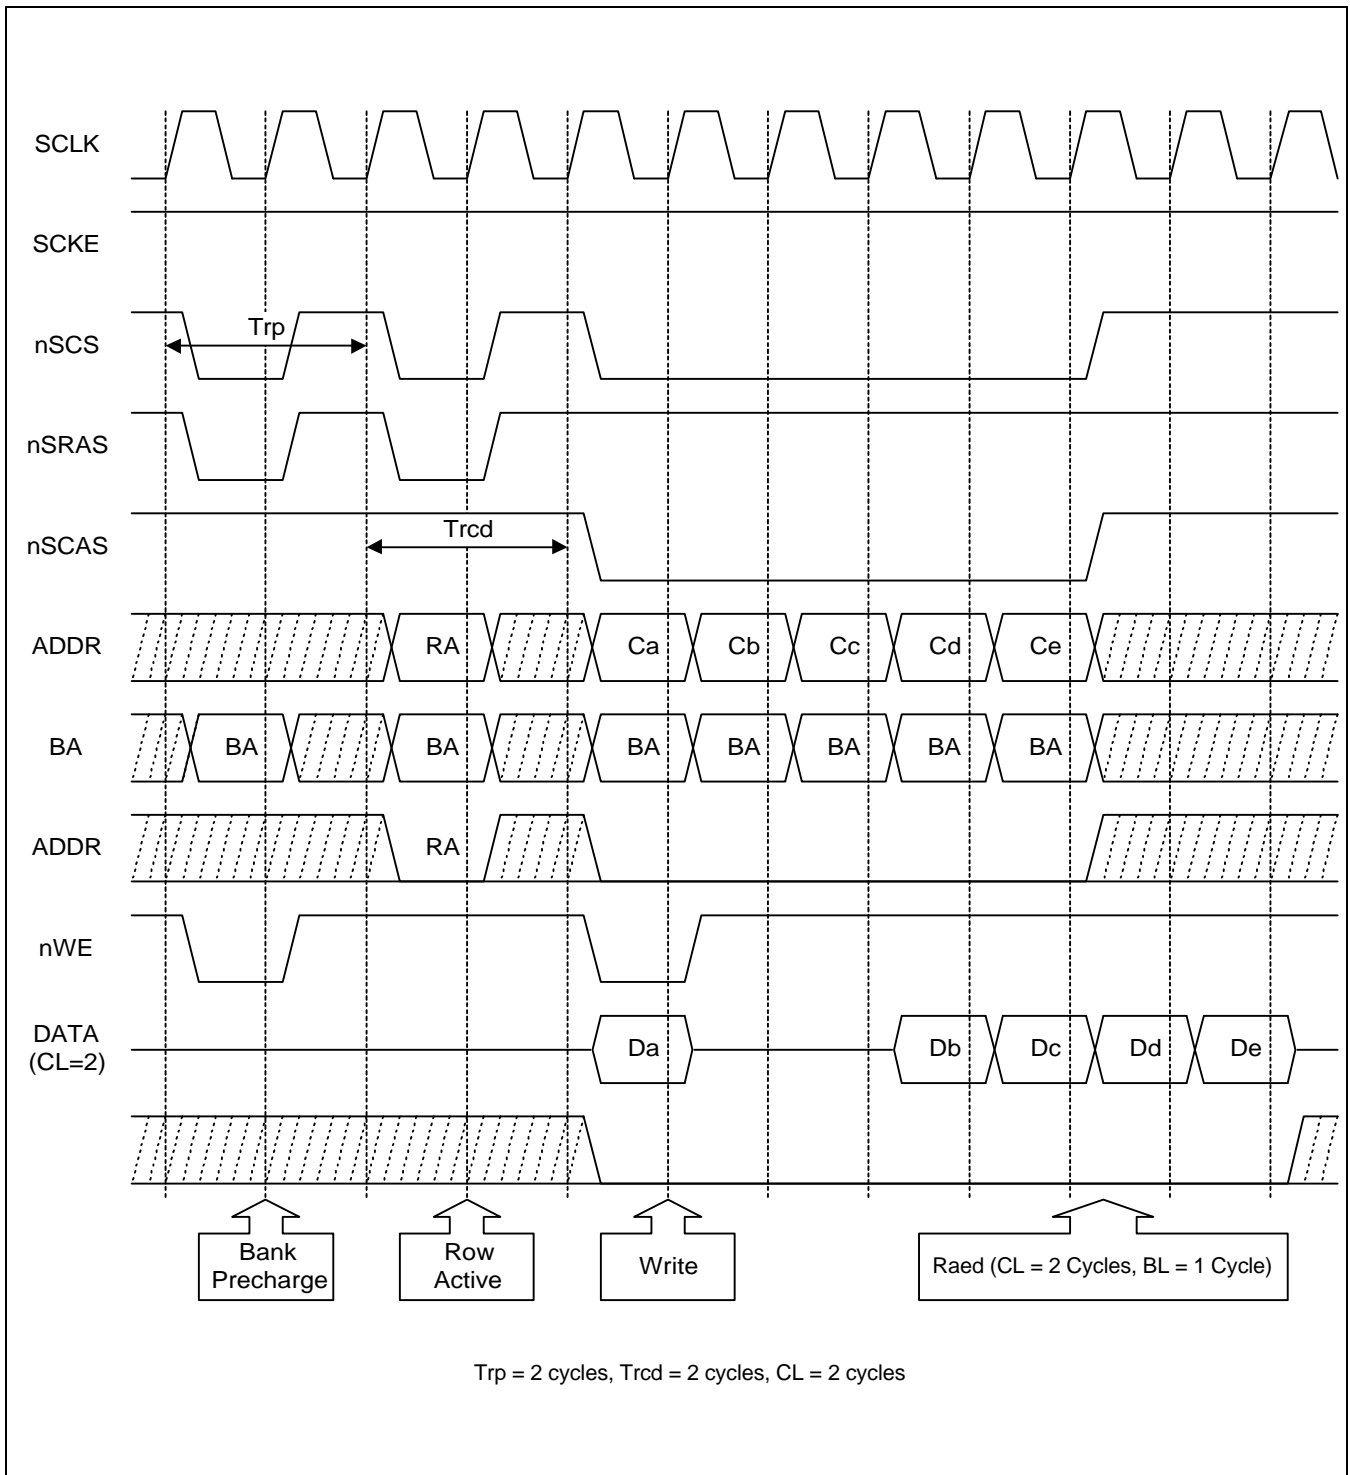 SCLK
SCKE
nSCS
Trp
nSRAS
nSCAS
Trcd
ADDR
RA
Ca
Cb
Cc
Cd
Ce
BA
BA
BA
BA
BA
BA
BA
BA
ADDR
RA
nWE
DATA
(CL=2)
Da
Db
Dc
Dd
De
Bank
Precharge
Row
Active
Write
Raed (CL = 2 Cycles, BL = 1 Cycle)
Trp = 2 cycles, Trcd = 2 cycles, CL = 2 cycles